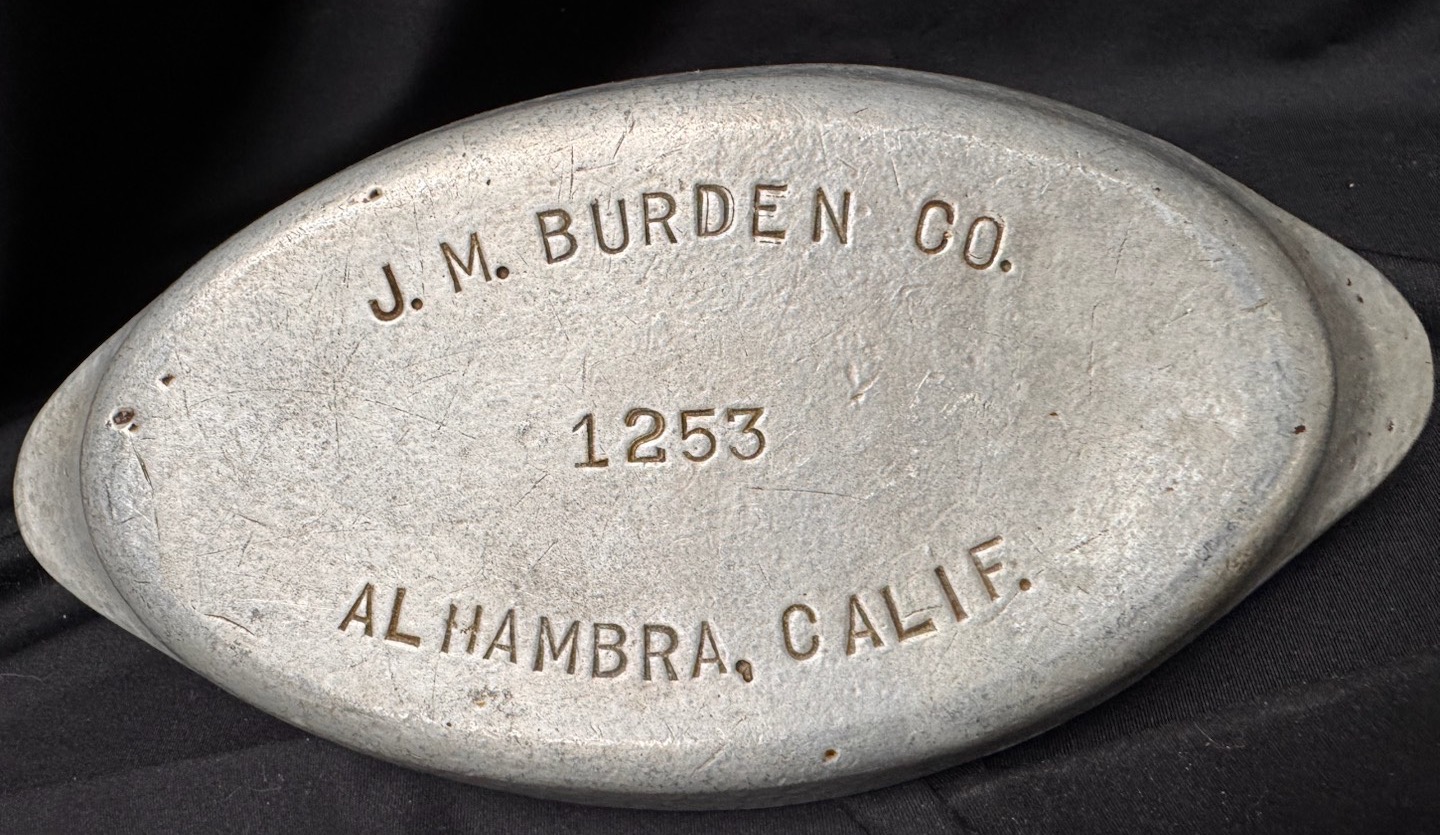 J. M. BURDEN CO.
1253
ALHAMBRA, CALIF.